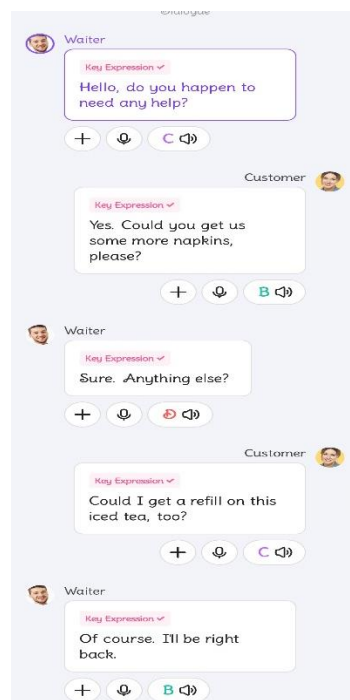 Dialogue
Waiter
Key Expression ✓
Hello, do you happen to
need any help?
C
Customer
Key Expression ✓
Yes. Could you get us
some more napkins,
please?
B
Waiter
Key Expression ✓
Sure. Anything else?
D
Customer
Key Expression ✓
Could I get a refill on this
iced tea, too?
C
Waiter
Key Expression ✓
Of course. I'll be right
back.
B